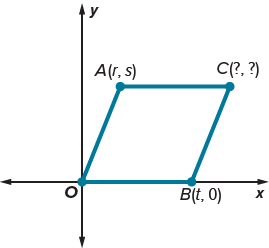 y
A(r, s)
C(?, ?)
O
B(t, 0)
x